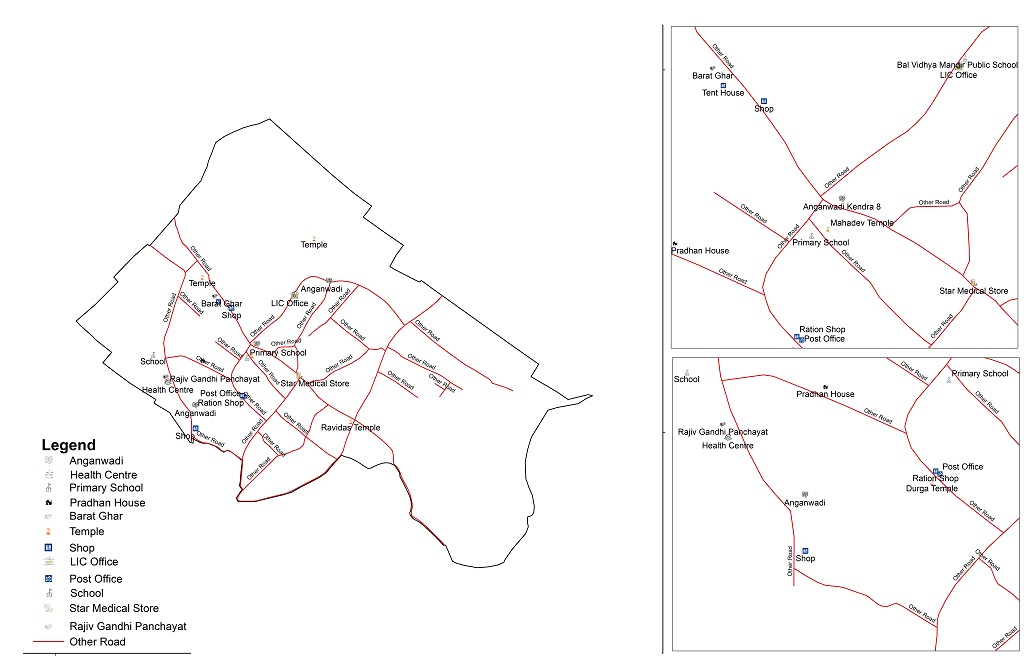 Temple
Other Road
Temple
Anganwadi
Barat Ghar
LIC Office
Shop
Other Road
Other Road
Other Road
Other Road
Other Road
Other Road
Other Road
Other Road
Other Road
Primary School
School
Other Road
Other Road
Other Road
Other Road
Rajiv Gandhi Panchayat
Health Centre
Star Medical Store
Other Road
Other Road
Post Office
Ration Shop
Other Road
Anganwadi
Other Road
Ravidas Temple
Shop
Other Road
Other Road
Other Road
Other Road
Legend
Anganwadi
Health Centre
Primary School
Pradhan House
Barat Ghar
Temple
Shop
LIC Office
Post Office
School
Star Medical Store
Rajiv Gandhi Panchayat
Other Road
Other Road
Bal Vidhya Mangir Public School
LIC Office
Barat Ghar
Tent House
Shop
Other Road
Other Road
Other Road
Anganwadi Kendra 8
Other Road
Mahadev Temple
Other Road
Primary School
Pradhan House
Other Road
Other Road
Star Medical Store
Ration Shop
Post Office
Other Road
School
Other Road
Primary School
Pradhan House
Other Road
Other Road
Rajiv Gandhi Panchayat
Health Centre
Post Office
Ration Shop
Durga Temple
Anganwadi
Other Road
Shop
Other Road
Other Road
Other Road
Other Road
Other Road